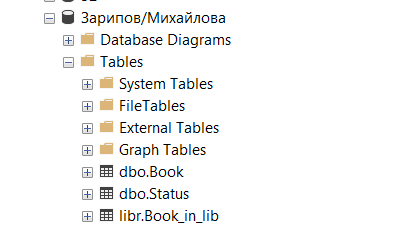 Зарипов/Михайлова
Database Diagrams
Tables
System Tables
FileTables
External Tables
Graph Tables
dbo.Book
dbo.Status
libr.Book_in_lib